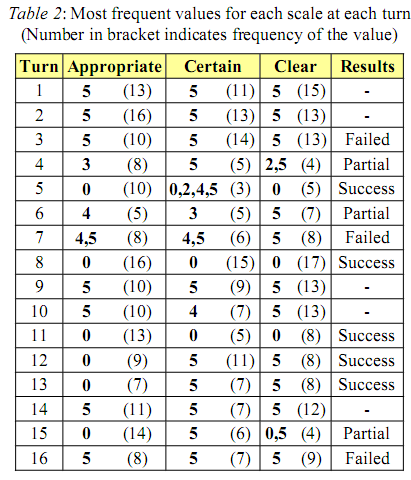 Table 2: Most frequent values for each scale at each turn
(Number in bracket indicates frequency of the value)
Turn Appropriate Certain Clear Results
1 5 (13) 5 (11) 5 (15) -
2 5 (16) 5 (13) 5 (13) -
3 5 (10) 5 (14) 5 (13) Failed
4 3 (8) 5 (5) 2,5 (4) Partial
5 0 (10) 0,2,4,5 (3) 0 (5) Success
6 4 (5) 3 (5) 5 (7) Partial
7 4,5 (8) 4,5 (6) 5 (8) Failed
8 0 (16) 0 (15) 0 (17) Success
9 5 (10) 5 (9) 5 (13) -
10 5 (10) 4 (7) 5 (13) -
11 0 (13) 0 (5) 0 (8) Success
12 0 (9) 5 (11) 5 (8) Success
13 0 (7) 5 (7) 5 (8) Success
14 5 (11) 5 (7) 5 (12) -
15 0 (14) 5 (6) 0,5 (4) Partial
16 5 (8) 5 (7) 5 (9) Failed